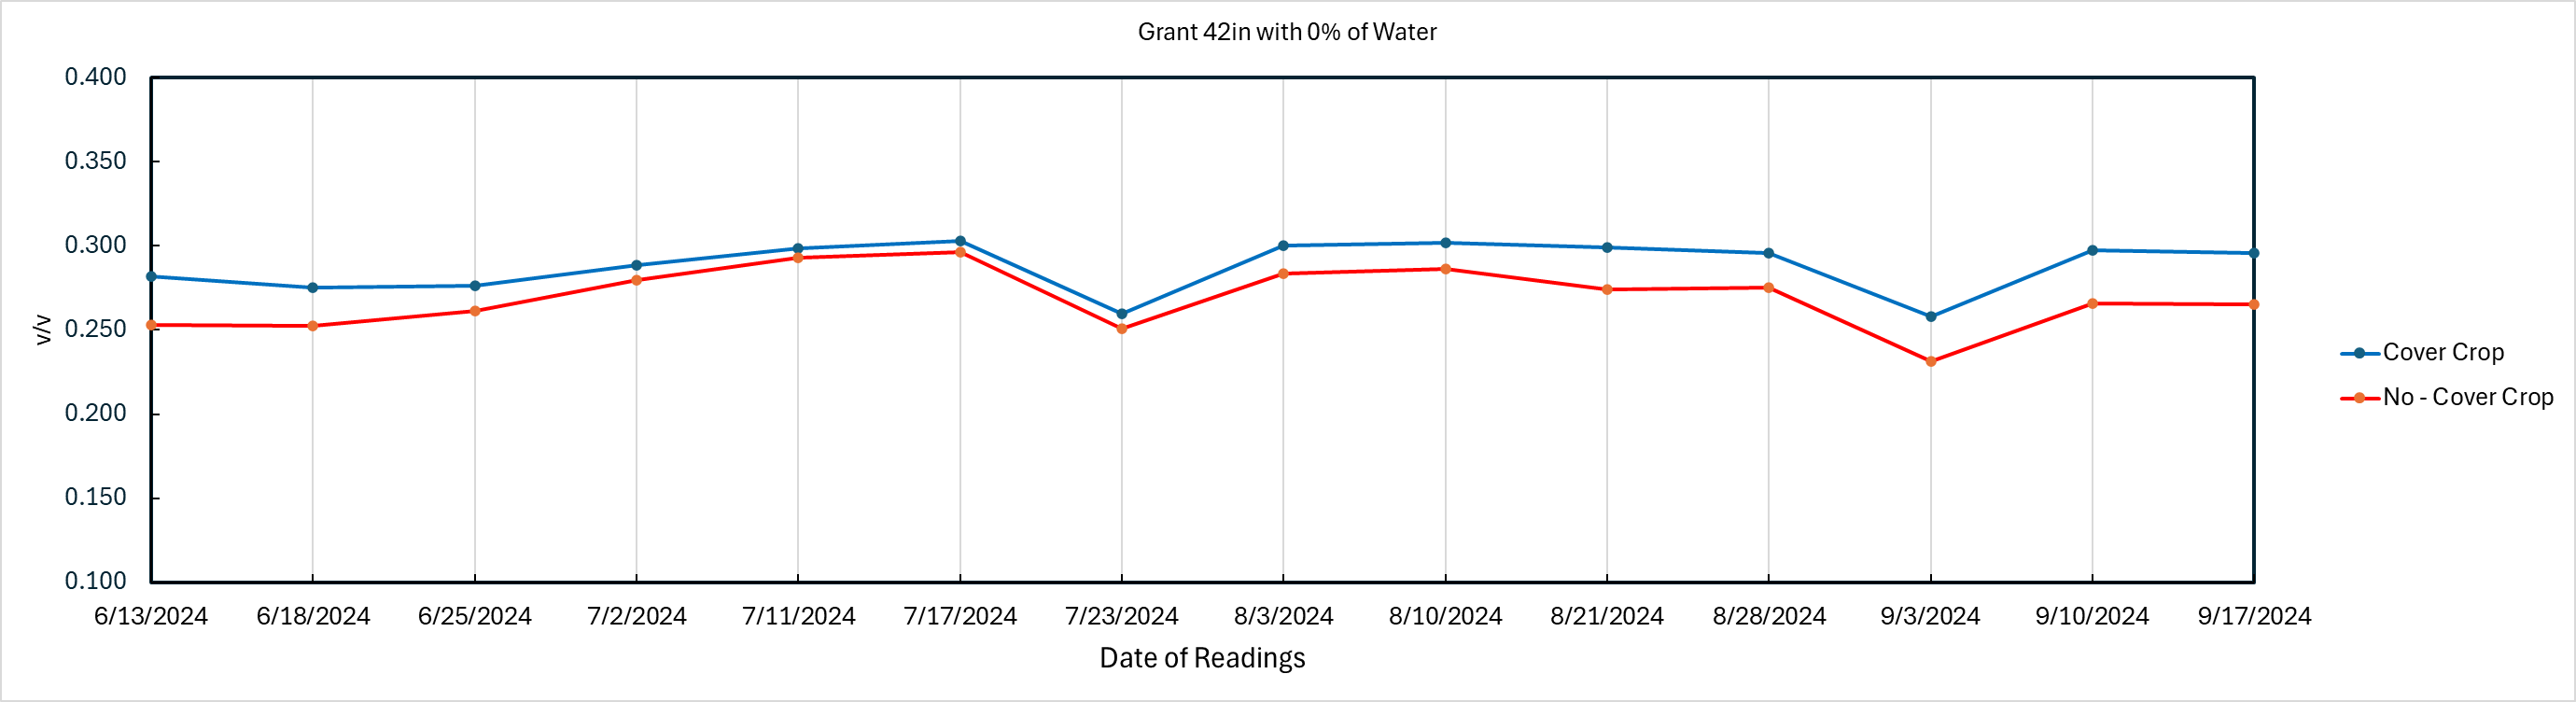 Grant 42in with 0% of Water
0.400
0.350
0.300
0.250
0.200
0.150
0.100
v/v
6/13/2024 6/18/2024 6/25/2024 7/2/2024 7/11/2024 7/17/2024 7/23/2024 8/3/2024 8/10/2024 8/21/2024 8/28/2024 9/3/2024 9/10/2024 9/17/2024
Date of Readings
Cover Crop
No - Cover Crop